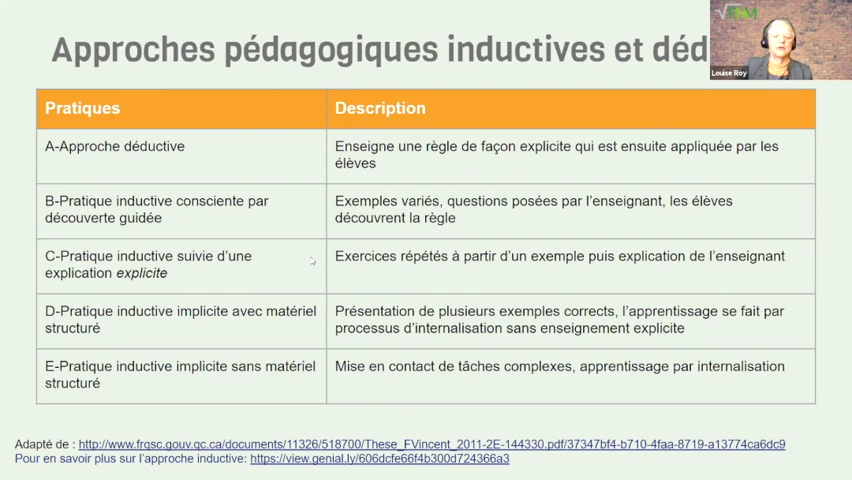 Approches pédagogiques inductives et déd
Louise Roy
Pratiques
Description
A-Approche déductive
Enseigne une règle de façon explicite qui est ensuite appliquée par les
élèves
B-Pratique inductive consciente par
découverte guidée
Exemples variés, questions posées par l’enseignant, les élèves
découvrent la règle
C-Pratique inductive suivie d’une
explication explicite
Exercices répétés à partir d’un exemple puis explication de l’enseignant
D-Pratique inductive implicite avec matériel
structuré
Présentation de plusieurs exemples corrects, l’apprentissage se fait par
processus d’internalisation sans enseignement explicite
E-Pratique inductive implicite sans matériel
structuré
Mise en contact de tâches complexes, apprentissage par internalisation
Adapté de : http://www.frqsc.gouv.qc.ca/documents/11326/518700/These_FVincent_2011-2E-144330.pdf/37347bf4-b710-4faa-8719-a13774ca6dc9
Pour en savoir plus sur l’approche inductive: https://view.genial.ly/606dcfe66f4b300d724366a3